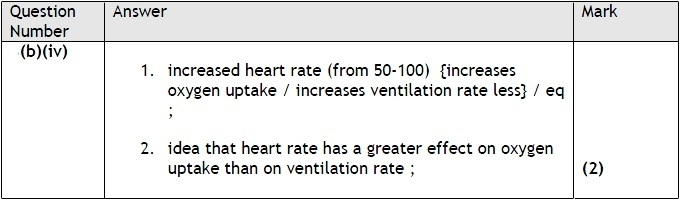 Question Number Answer Mark
(b)(iv)
1. increased heart rate (from 50-100) {increases
oxygen uptake / increases ventilation rate less} / eq
;
2. idea that heart rate has a greater effect on oxygen
uptake than on ventilation rate ;
(2)